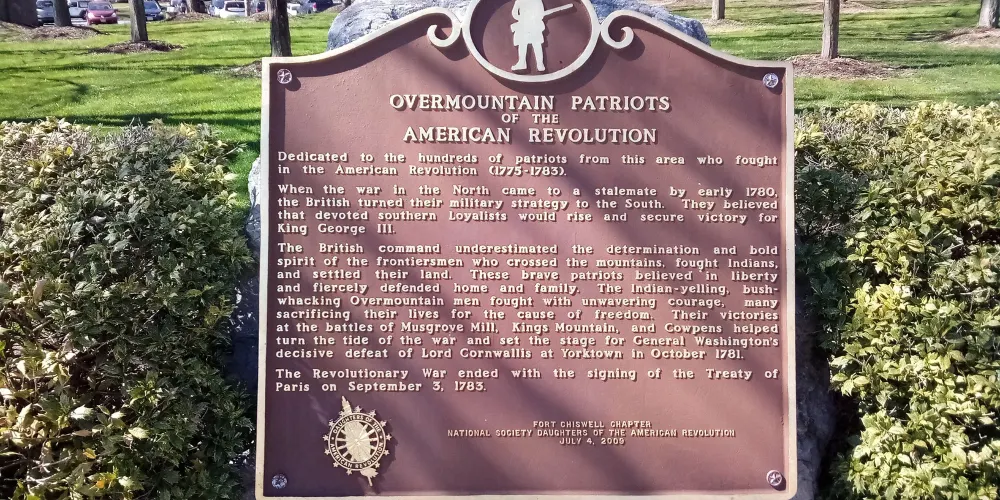 OVERMOUNTAIN PATRIOTS
OF THE
AMERICAN REVOLUTION
Dedicated to the hundreds of patriots from this area who fought
in the American Revolution (1775-1783).
When the war in the North came to a stalemate by early 1780,
the British turned their military strategy to the South. They believed
that devoted southern Loyalists would rise and secure victory for
King George III.
The British command underestimated the determination and bold
spirit of the frontiersmen who crossed the mountains, fought Indians,
and settled their land. These brave patriots believed in liberty
and fiercely defended home and family. The Indian-yelling, bush-
whacking Overmountain men fought with unwavering courage, many
sacrificing their lives for the cause of freedom. Their victories
at the battles of Musgrove Mill, Kings Mountain, and Cowpens helped
turn the tide of the war and set the stage for General Washington's
decisive defeat of Lord Cornwallis at Yorktown in October 1781.
The Revolutionary War ended with the signing of the Treaty of
Paris on September 3, 1783.
DAUGHTERS OF THE
AMERICAN REVOLUTION
FORT CHISWELL CHAPTER
NATIONAL SOCIETY DAUGHTERS OF THE AMERICAN REVOLUTION
JULY 4, 2009